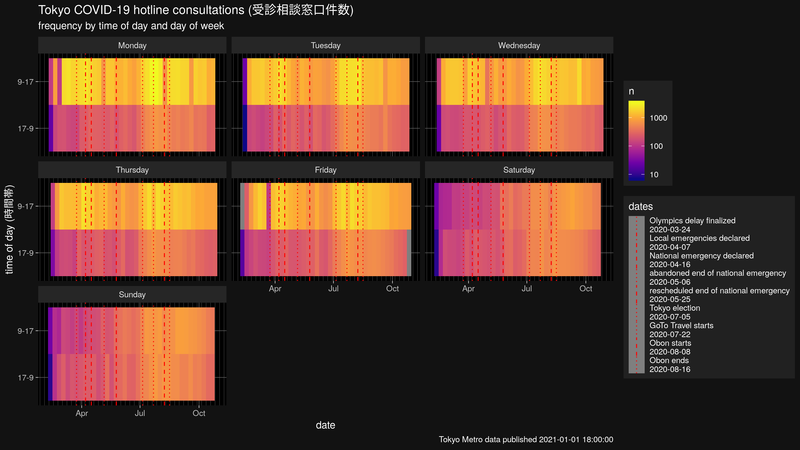 Tokyo COVID-19 hotline consultations (受診相談窓口件数)
frequency by time of day and day of week
Monday
Tuesday
Wednesday
9-17
17-9
Thursday
Friday
Saturday
9-17
17-9
Apr
Jul
Oct
Apr
Jul
Oct
Sunday
9-17
17-9
Apr
Jul
Oct
time of day (時間帯)
date
n
1000
100
10
dates
Olympics delay finalized
2020-03-24
Local emergencies declared
2020-04-07
National emergency declared
2020-04-16
abandoned end of national emergency
2020-05-06
rescheduled end of national emergency
2020-05-25
Tokyo election
2020-07-05
GoTo Travel starts
2020-07-22
Obon starts
2020-08-08
Obon ends
2020-08-16
Tokyo Metro data published 2021-01-01 18:00:00